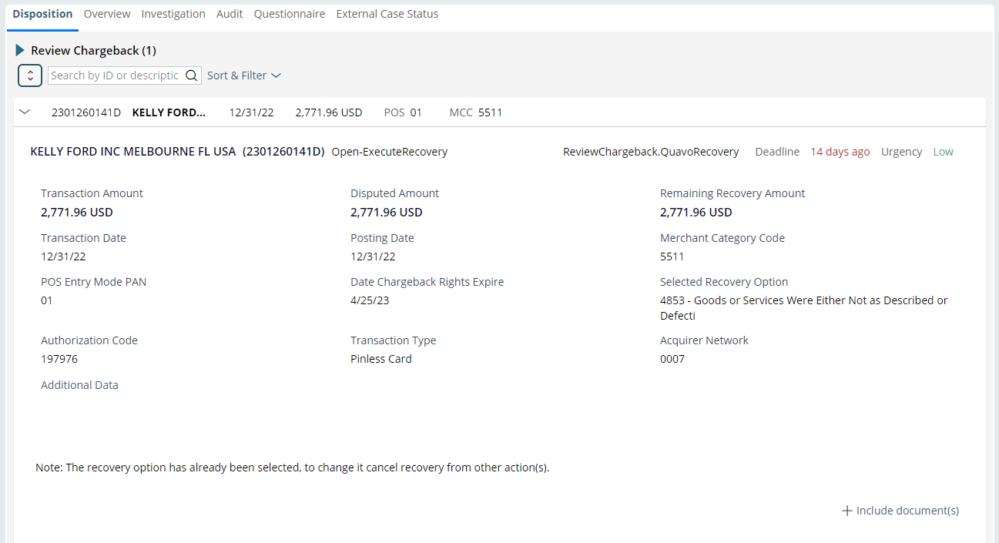 Disposition Overview Investigation Audit Questionnaire External Case Status
Review Chargeback (1)
Search by ID or descriptic Sort & Filter
2301260141D KELLY FORD... 12/31/22 2,771.96 USD POS 01 MCC 5511
KELLY FORD INC MELBOURNE FL USA (2301260141D) Open-ExecuteRecovery ReviewChargeback.QuavoRecovery Deadline 14 days ago Urgency Low
Transaction Amount Disputed Amount Remaining Recovery Amount
2,771.96 USD 2,771.96 USD 2,771.96 USD
Transaction Date Posting Date Merchant Category Code
12/31/22 12/31/22 5511
POS Entry Mode PAN Date Chargeback Rights Expire Selected Recovery Option
01 4/25/23 4853 - Goods or Services Were Either Not as Described or
Defecti
Authorization Code Transaction Type Acquirer Network
197976 Pinless Card 0007
Additional Data
Note: The recovery option has already been selected, to change it cancel recovery from other action(s).
Include document(s)